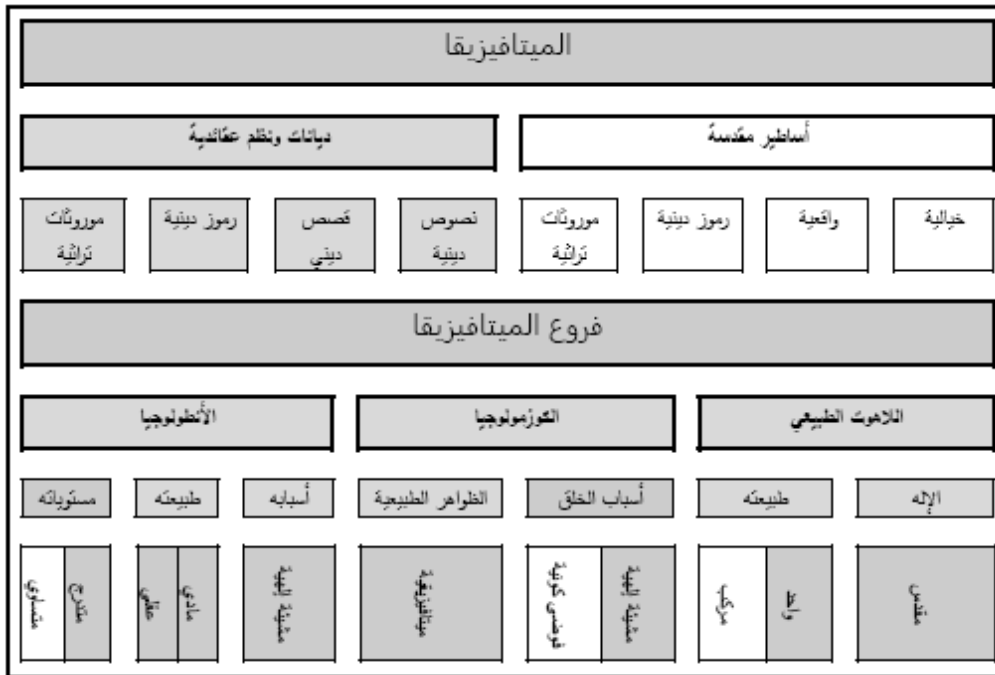 الميتافيزيقا
أساطير مقدسة
ديانات ونظم عقائدية
خيالية
واقعية
رموز دينية
موروثات
تراثية
نصوص
دينية
قصص
ديني
رموز دينية
موروثات
تراثية
فروع الميتافيزيقا
اللاهوت الطبيعي
الكوزمولوجيا
الأنطولوجيا
الإله
طبيعته
أسباب الخلق
الظواهر الطبيعية
أسبابه
طبيعته
مستوياته
مقدس
واحد
مركب
مشيئة إلهية
فوضى كونية
ميتافيزيقية
مشيئة إلهية
مادي
عقلي
متدرج
متساوي